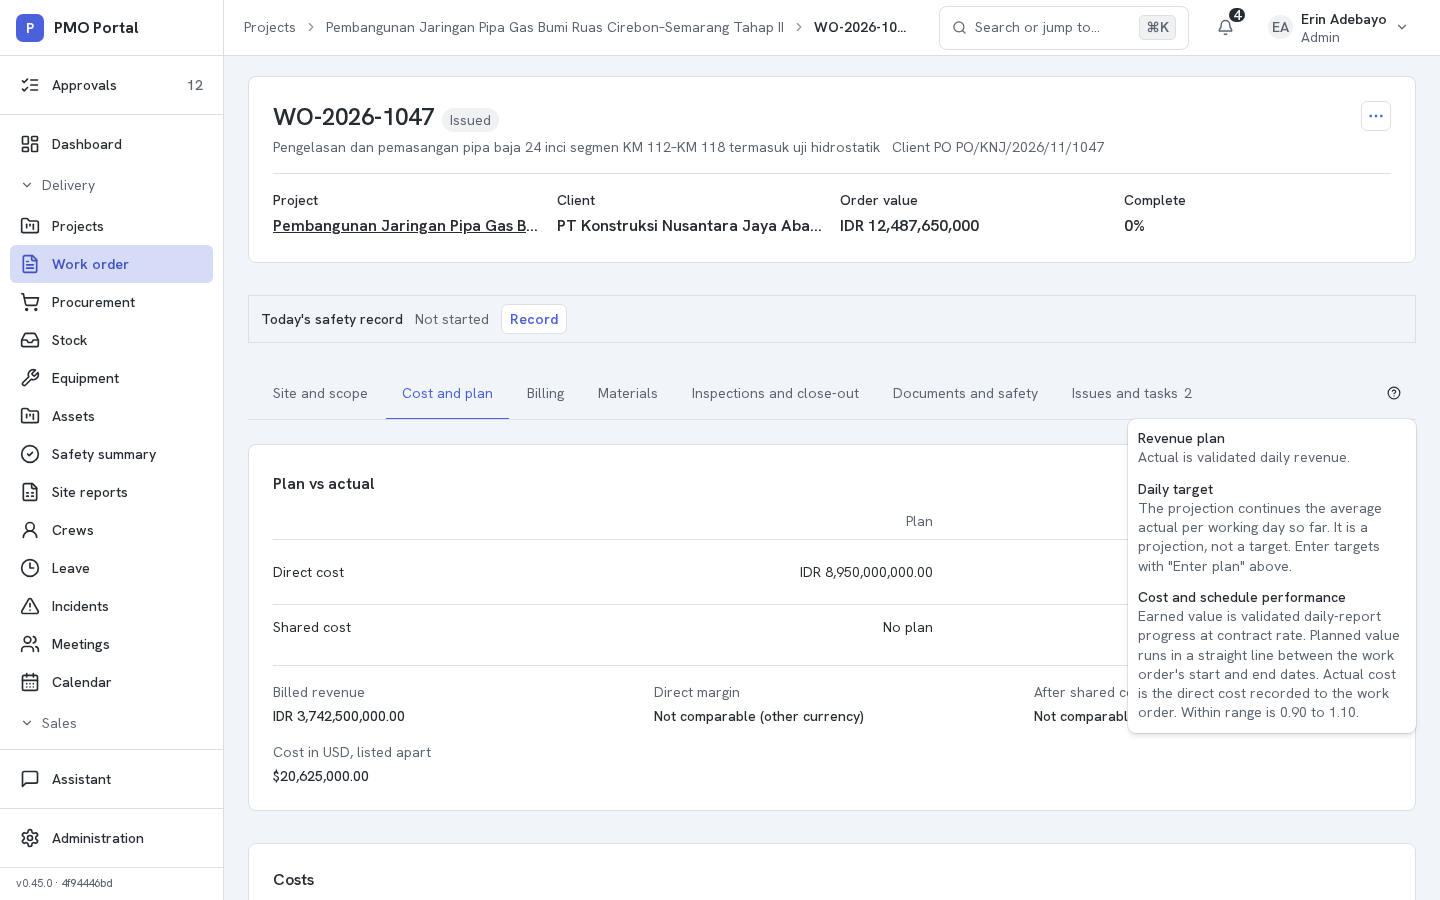 P PMO Portal
Projects > Pembangunan Jaringan Pipa Gas Bumi Ruas Cirebon–Semarang Tahap II > WO-2026-10...
Search or jump to... ⌘K
4
EA Erin Adebayo
Admin
Approvals 12
Dashboard
Delivery
Projects
Work order
Procurement
Stock
Equipment
Assets
Safety summary
Site reports
Crews
Leave
Incidents
Meetings
Calendar
Sales
Assistant
Administration
v0.45.0 · 4f94446bd
WO-2026-1047 Issued
Pengelasan dan pemasangan pipa baja 24 inci segmen KM 112–KM 118 termasuk uji hidrostatik Client PO PO/KNJ/2026/11/1047
Project Client Order value Complete
Pembangunan Jaringan Pipa Gas B... PT Konstruksi Nusantara Jaya Aba... IDR 12,487,650,000 0%
Today's safety record Not started Record
Site and scope Cost and plan Billing Materials Inspections and close-out Documents and safety Issues and tasks 2
Plan vs actual
Plan
Direct cost IDR 8,950,000,000.00
Shared cost No plan
Billed revenue Direct margin After shared c
IDR 3,742,500,000.00 Not comparable (other currency) Not comparabl
Cost in USD, listed apart
$20,625,000.00
Costs
Revenue plan
Actual is validated daily revenue.
Daily target
The projection continues the average
actual per working day so far. It is a
projection, not a target. Enter targets
with "Enter plan" above.
Cost and schedule performance
Earned value is validated daily-report
progress at contract rate. Planned value
runs in a straight line between the work
order's start and end dates. Actual cost
is the direct cost recorded to the work
order. Within range is 0.90 to 1.10.